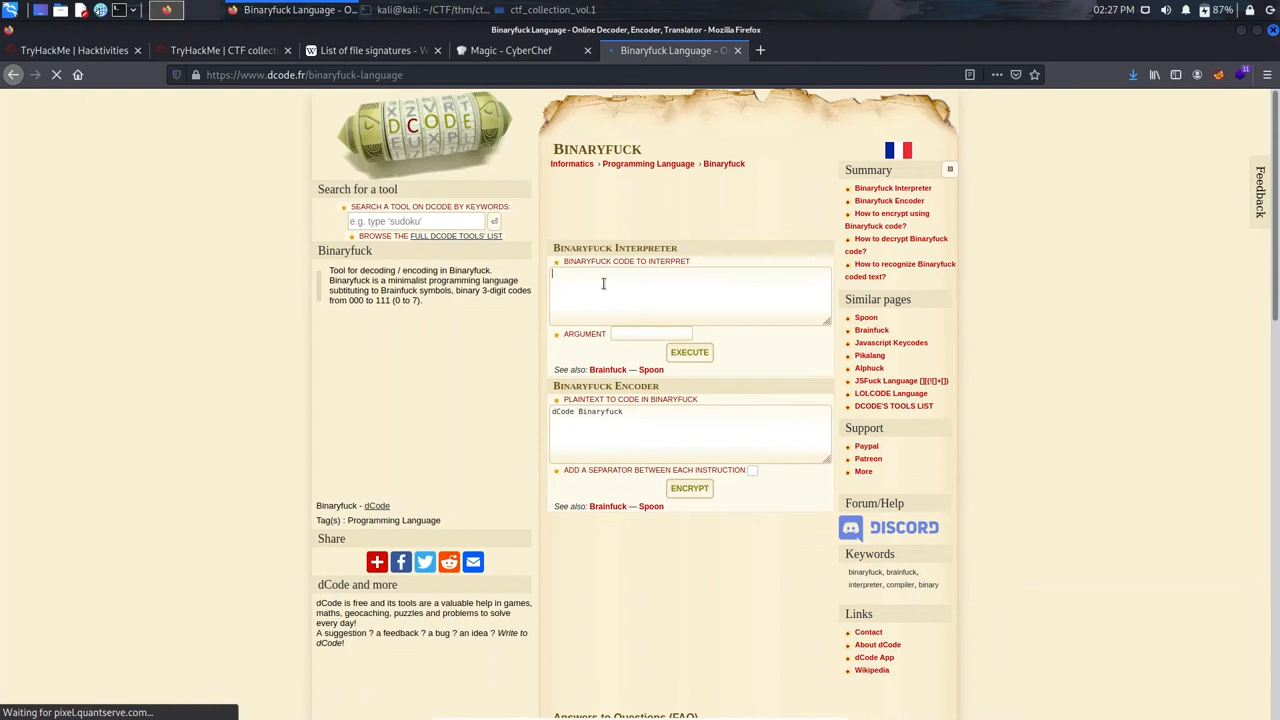 02:27 PM
87%
Binaryfuck Language - O...
Binaryfuck Language - Online Decoder, Encoder, Translator - Mozilla Firefox
TryHackMe | Hacktivities
TryHackMe | CTF collecti
List of file signatures - W
Magic - CyberChef
Binaryfuck Language - O
https://www.dcode.fr/binaryfuck-language
11
DCODE
Search for a tool
SEARCH A TOOL ON DCODE BY KEYWORDS:
e.g. type 'sudoku'
BROWSE THE FULL DCODE TOOLS' LIST
Binaryfuck
Tool for decoding / encoding in Binaryfuck.
Binaryfuck is a minimalist programming language
subtituting to Brainfuck symbols, binary 3-digit codes
from 000 to 111 (0 to 7).
Binaryfuck - dCode
Tag(s) : Programming Language
Share
dCode and more
dCode is free and its tools are a valuable help in games,
maths, geocaching, puzzles and problems to solve
every day!
A suggestion ? a feedback ? a bug ? an idea ? Write to
dCode!
BINARYFUCK
Informatics › Programming Language › Binaryfuck
BINARYFUCK INTERPRETER
BINARYFUCK CODE TO INTERPRET
ARGUMENT
EXECUTE
See also: Brainfuck — Spoon
BINARYFUCK ENCODER
PLAINTEXT TO CODE IN BINARYFUCK
dCode Binaryfuck
ADD A SEPARATOR BETWEEN EACH INSTRUCTION
ENCRYPT
See also: Brainfuck — Spoon
Answers to Questions (FAQ)
Summary
Binaryfuck Interpreter
Binaryfuck Encoder
How to encrypt using
Binaryfuck code?
How to decrypt Binaryfuck
code?
How to recognize Binaryfuck
coded text?
Similar pages
Spoon
Brainfuck
Javascript Keycodes
Pikalang
Alphuck
JSFuck Language [][(![]+[])
LOLCODE Language
DCODE'S TOOLS LIST
Support
Paypal
Patreon
More
Forum/Help
DISCORD
Keywords
binaryfuck, brainfuck,
interpreter, compiler, binary
Links
Contact
About dCode
dCode App
Wikipedia
Feedback
Waiting for pixel.quantserve.com...